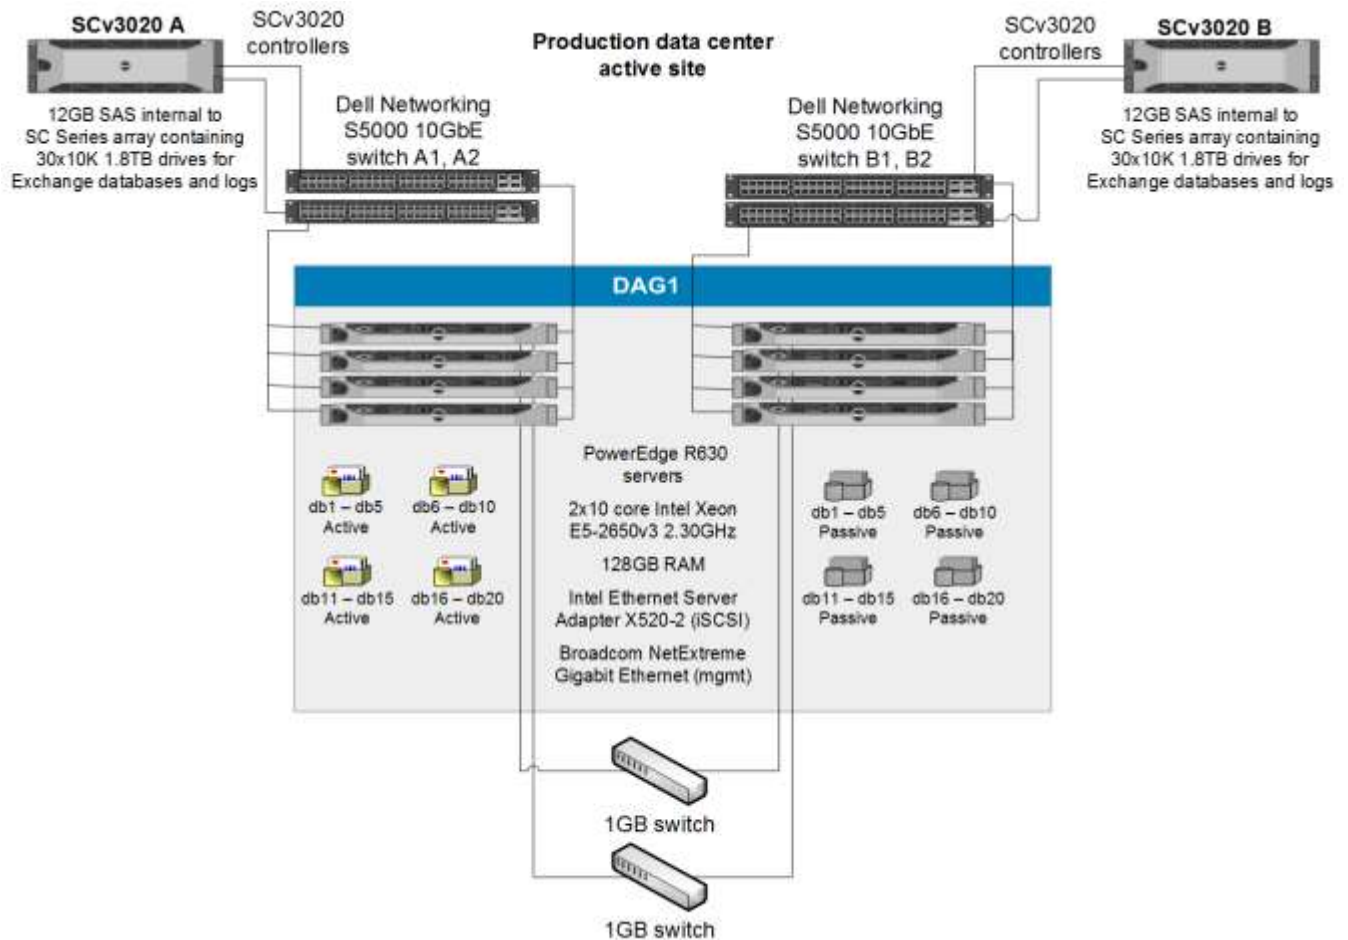 SCv3020 A
SCv3020
controllers
Production data center
active site
SCv3020
controllers
SCv3020 B
12GB SAS internal to
SC Series array containing
30x10K 1.8TB drives for
Exchange databases and logs
Dell Networking
S5000 10GbE
switch A1, A2
Dell Networking
S5000 10GbE
switch B1, B2
12GB SAS internal to
SC Series array containing
30x10K 1.8TB drives for
Exchange databases and logs
DAG1
db1 – db5
Active
db6 – db10
Active
db11 – db15
Active
db16 – db20
Active
PowerEdge R630
servers
2x10 core Intel Xeon
E5-2650v3 2.30GHz
128GB RAM
Intel Ethernet Server
Adapter X520-2 (iSCSI)
Broadcom NetExtreme
Gigabit Ethernet (mgmt)
db1 – db5
Passive
db6 – db10
Passive
db11 – db15
Passive
db16 – db20
Passive
1GB switch
1GB switch